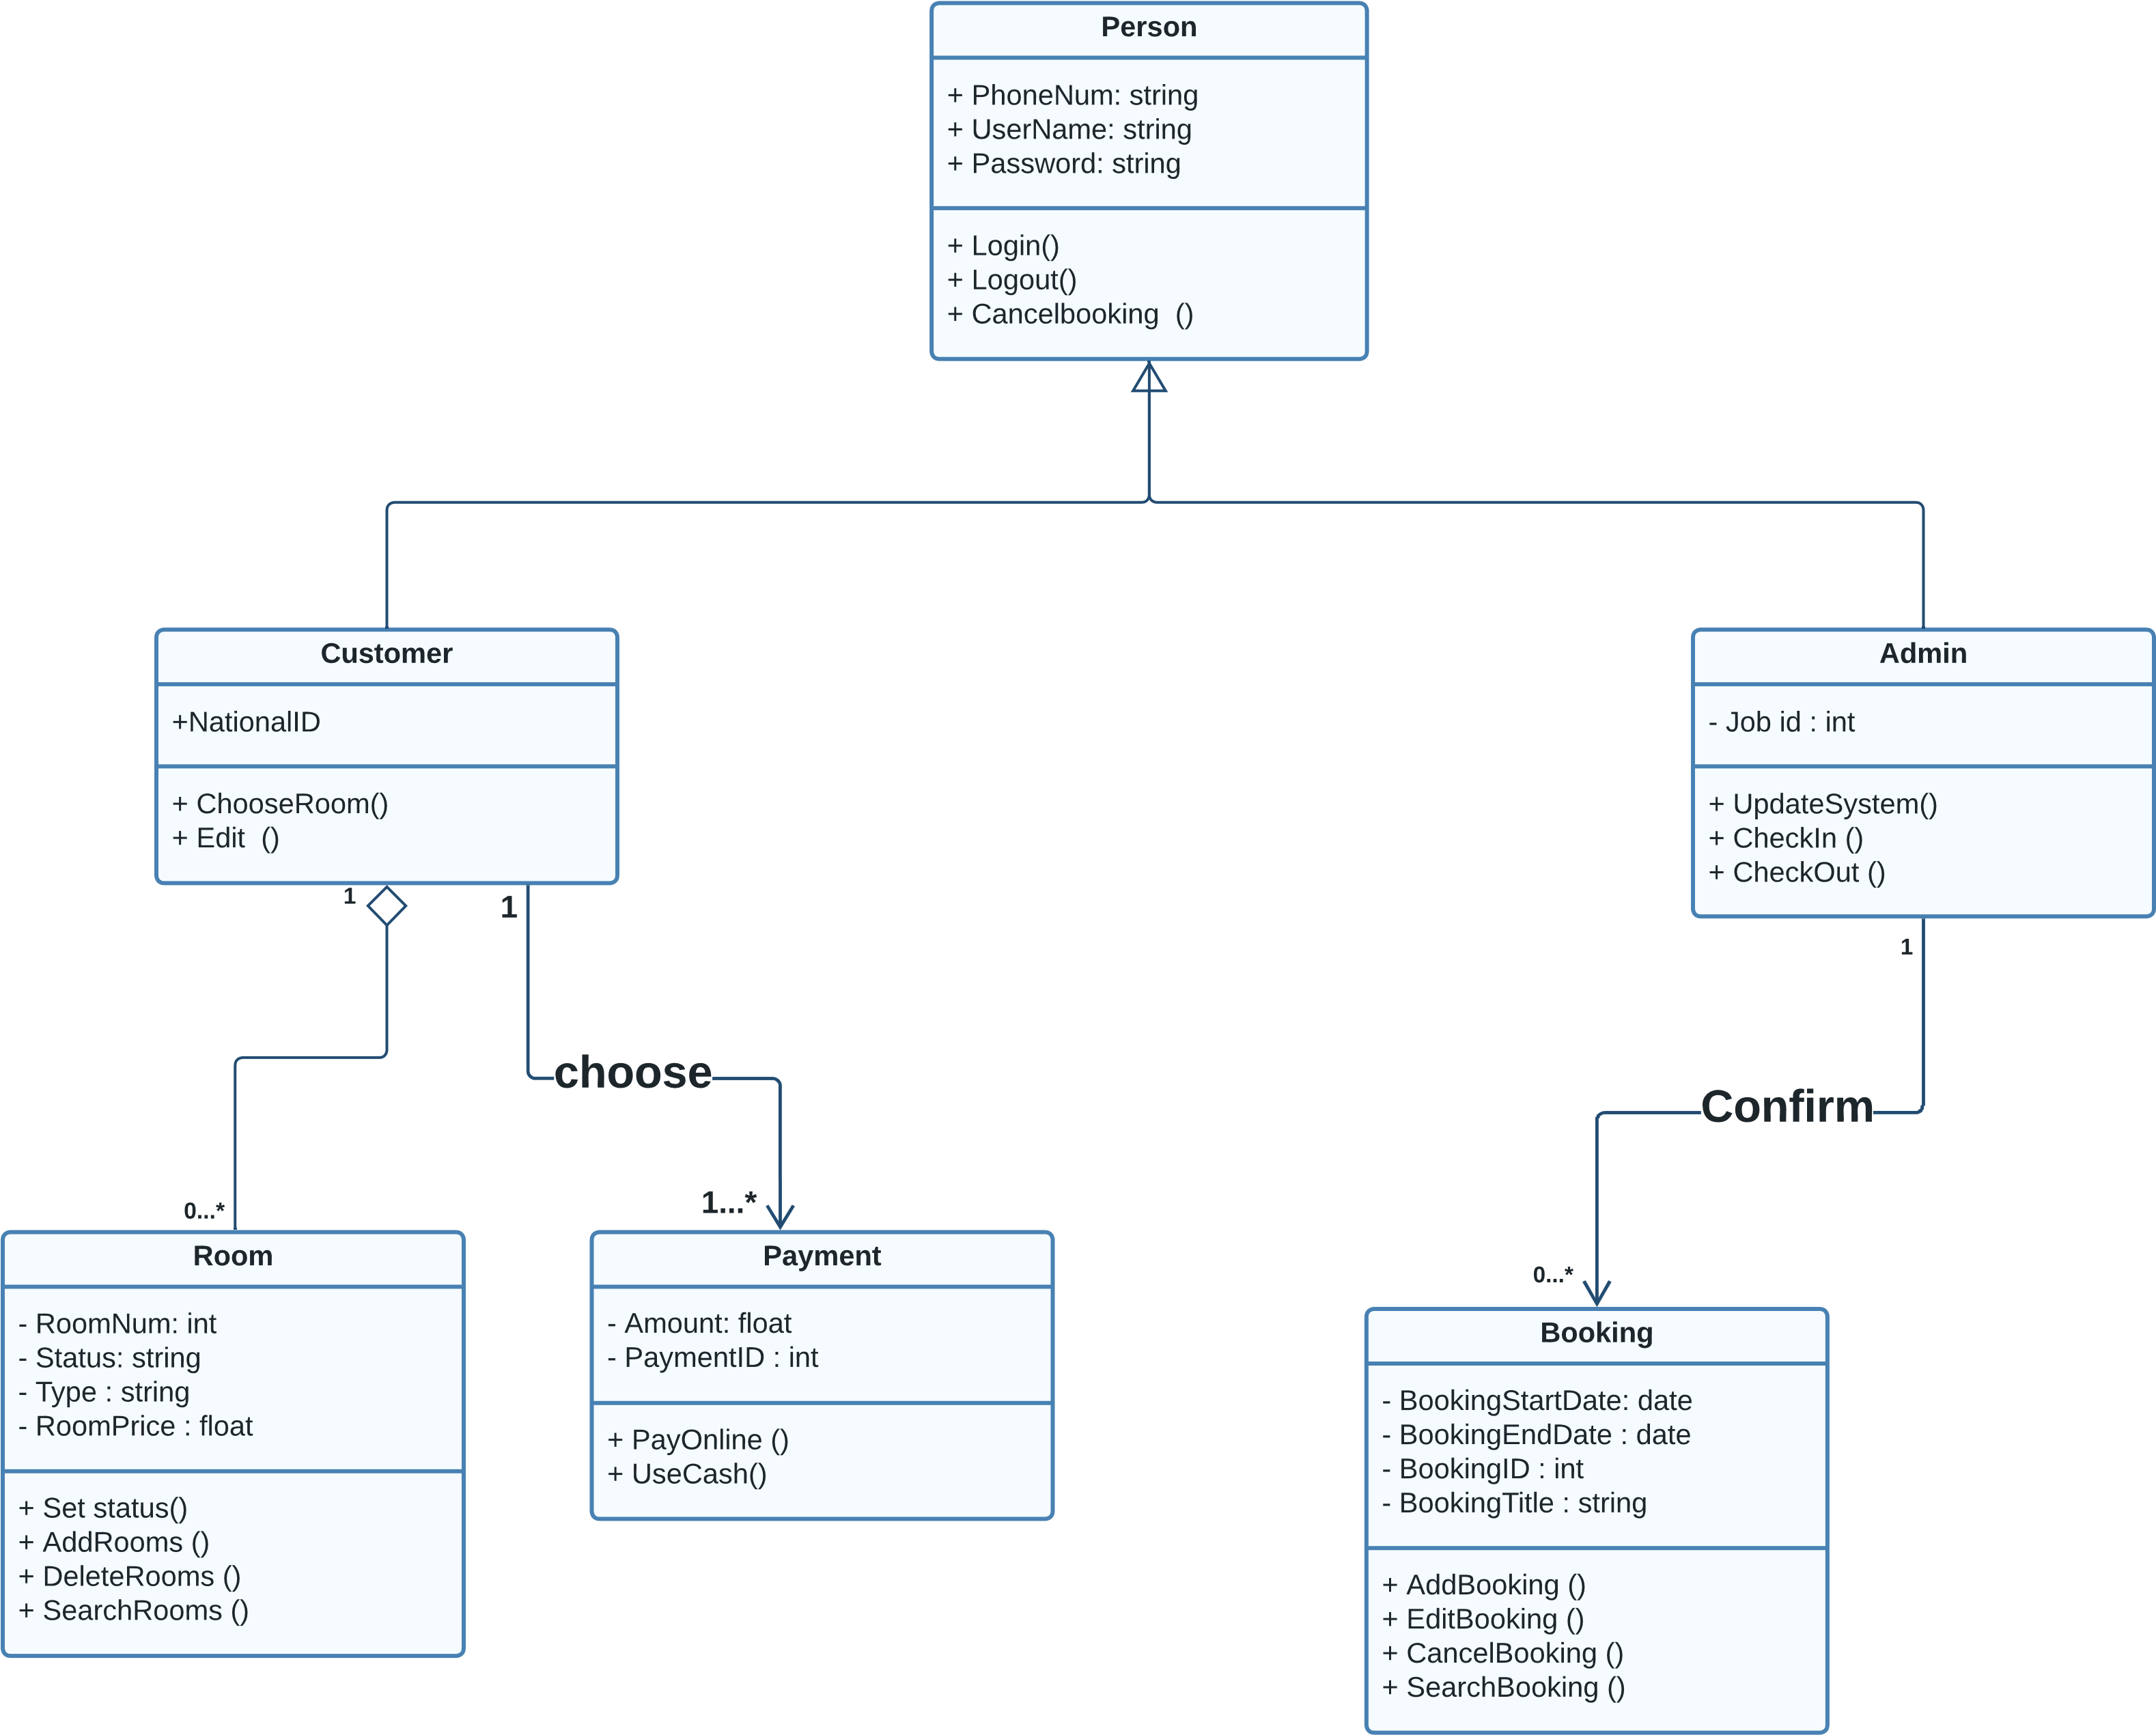 Person
+ PhoneNum: string
+ UserName: string
+ Password: string
+ Login()
+ Logout()
+ Cancelbooking  ()
Customer
+NationalID
+ ChooseRoom()
+ Edit  ()
Admin
- Job id : int
+ UpdateSystem()
+ CheckIn ()
+ CheckOut ()
1
1
1
choose
Confirm
0...*
1...*
0...*
Room
- RoomNum: int
- Status: string
- Type : string
- RoomPrice : float
+ Set status()
+ AddRooms ()
+ DeleteRooms ()
+ SearchRooms ()
Payment
- Amount: float
- PaymentID : int
+ PayOnline ()
+ UseCash()
Booking
- BookingStartDate: date
- BookingEndDate : date
- BookingID : int
- BookingTitle : string
+ AddBooking ()
+ EditBooking ()
+ CancelBooking ()
+ SearchBooking ()